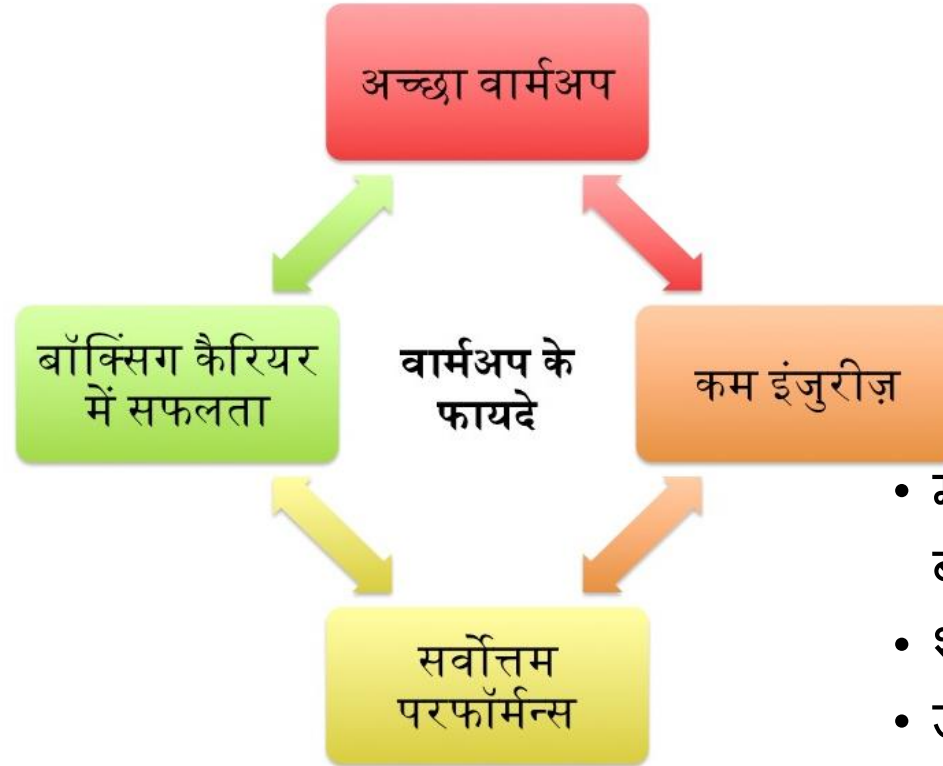 अच्छा वार्मअप
बॉक्सिंग कैरियर
में सफलता
वार्मअप के
फायदे
कम इंजुरीज़
सर्वोत्तम
परफॉर्मन्स